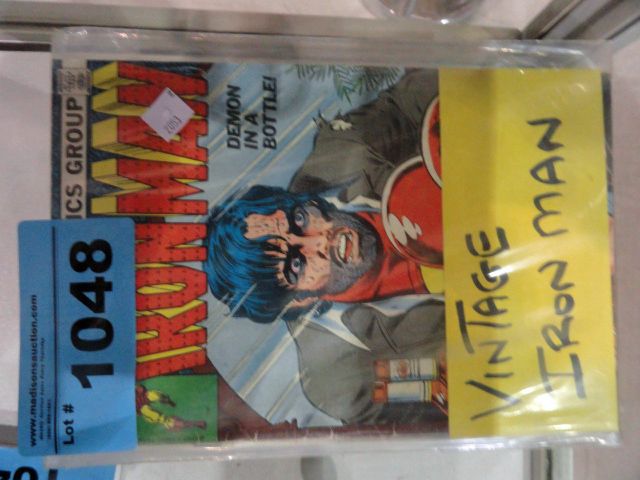 ICS GROUP
IRON MAN
DEMON
IN A
BOTTLE!
VINTAGE
IRON MAN
www.madisonsauction.com
Lot # 1048